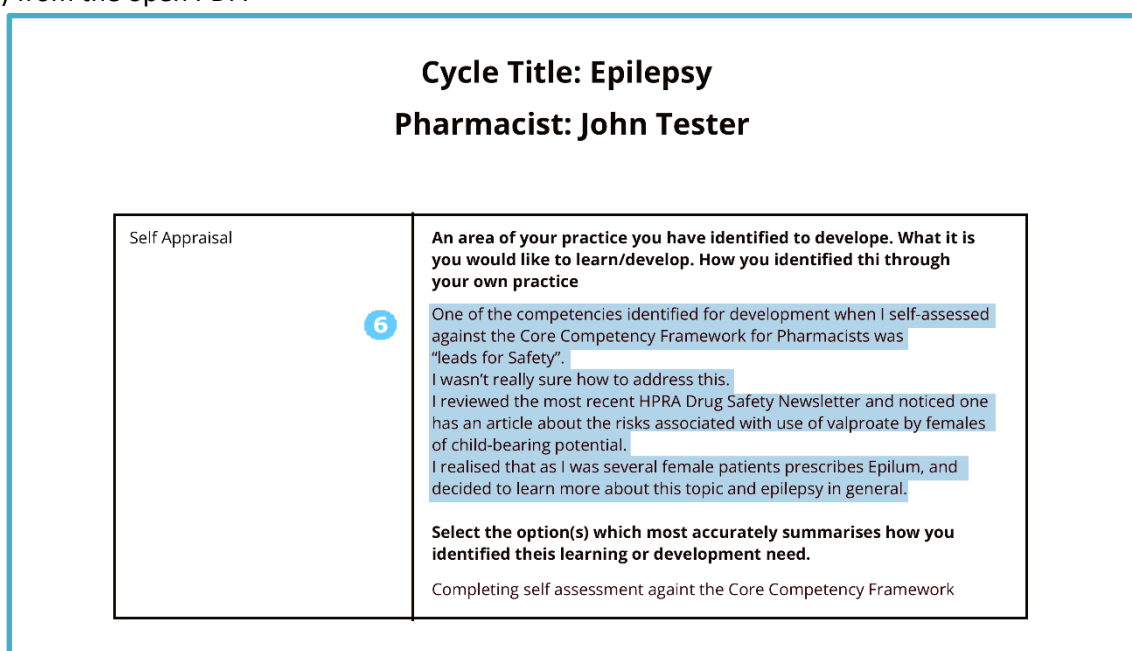 from the open PDF.
Cycle Title: Epilepsy
Pharmacist: John Tester
Self Appraisal
An area of your practice you have identified to develope. What it is
you would like to learn/develop. How you identified thi through
your own practice
6
One of the competencies identified for development when I self-assessed
against the Core Competency Framework for Pharmacists was
“leads for Safety”.
I wasn’t really sure how to address this.
I reviewed the most recent HPRA Drug Safety Newsletter and noticed one
has an article about the risks associated with use of valproate by females
of child-bearing potential.
I realised that as I was several female patients prescribes Epilum, and
decided to learn more about this topic and epilepsy in general.
Select the option(s) which most accurately summarises how you
identified theis learning or development need.
Completing self assessment againt the Core Competency Framework